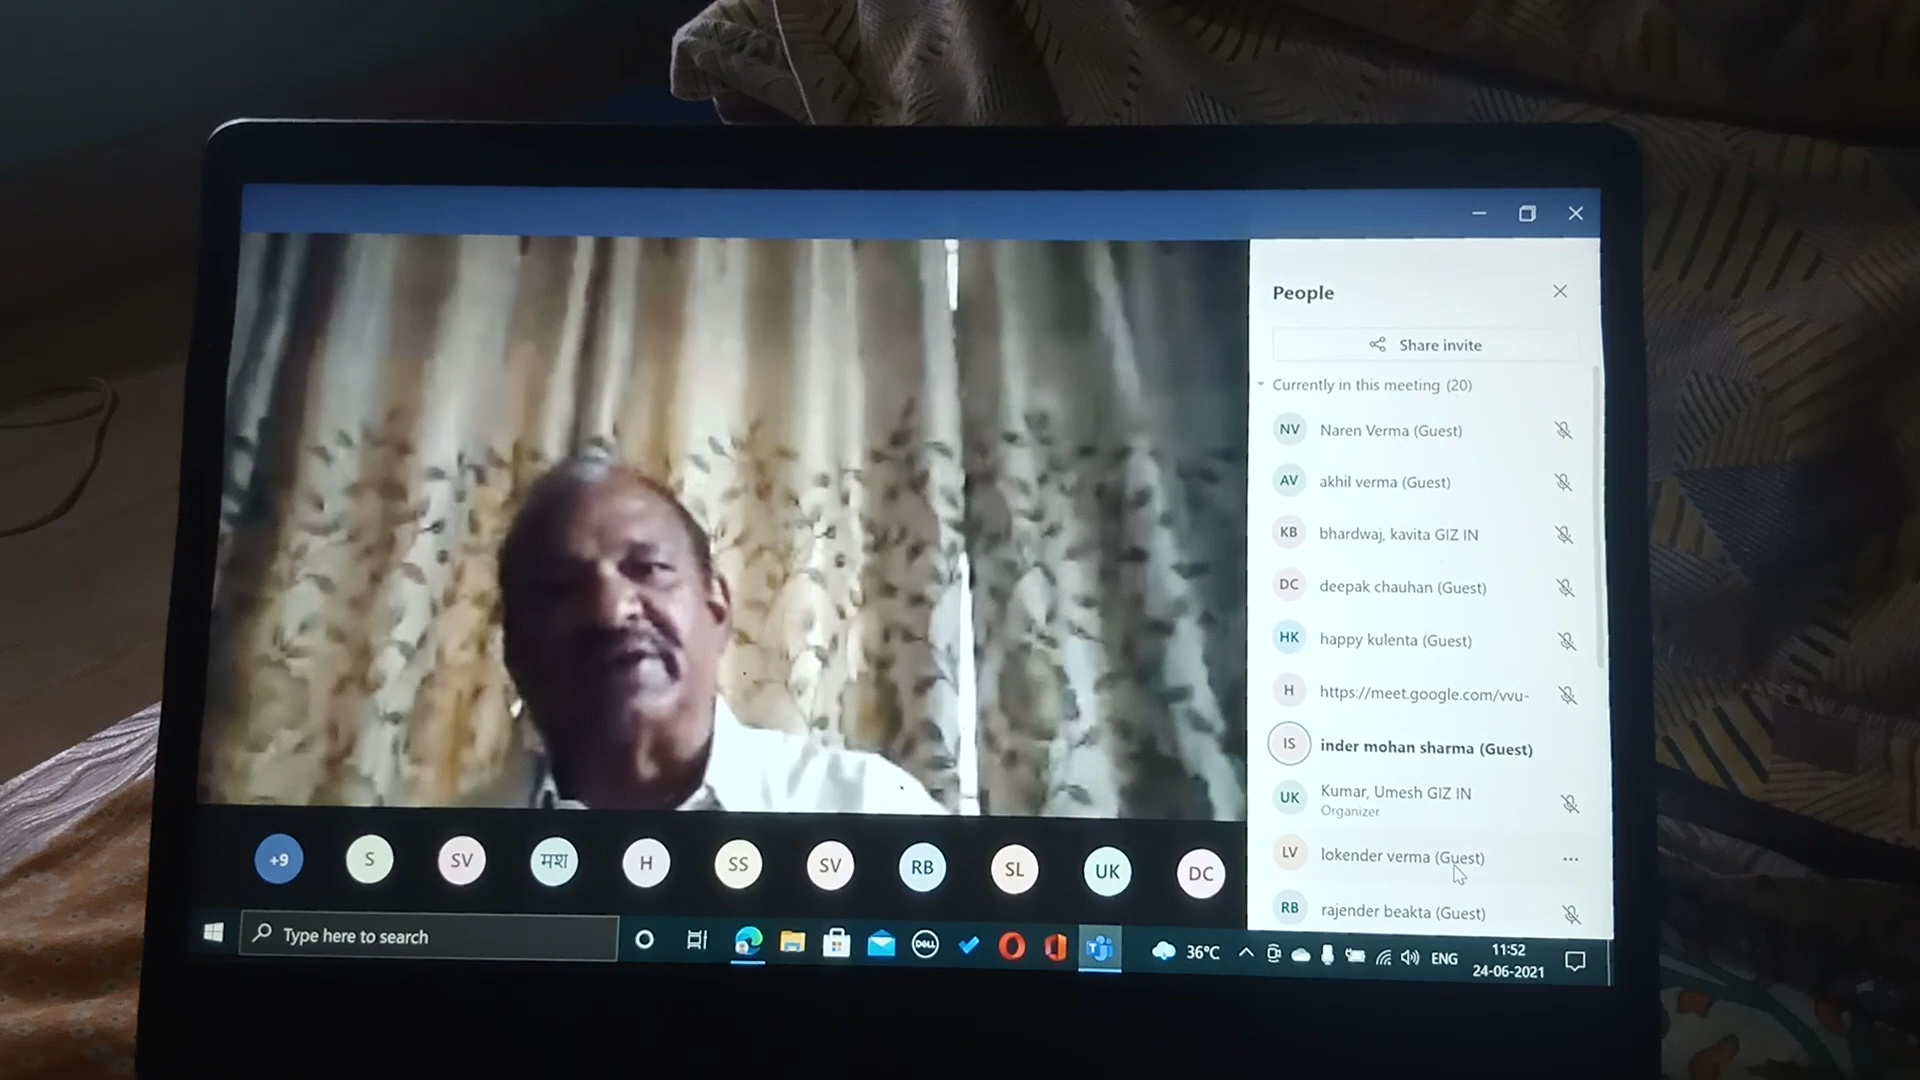 People
Share invite
Currently in this meeting (20)
NV Naren Verma (Guest)
AV akhil verma (Guest)
KB bhardwaj, kavita GIZ IN
DC deepak chauhan (Guest)
HK happy kulenta (Guest)
H https://meet.google.com/vvu-
IS inder mohan sharma (Guest)
UK Kumar, Umesh GIZ IN
Organizer
LV lokender verma (Guest)
RB rajender beakta (Guest)
+9 S SV मश H SS SV RB SL UK DC
Type here to search
DELL
T
36°C
ENG
11:52
24-06-2021